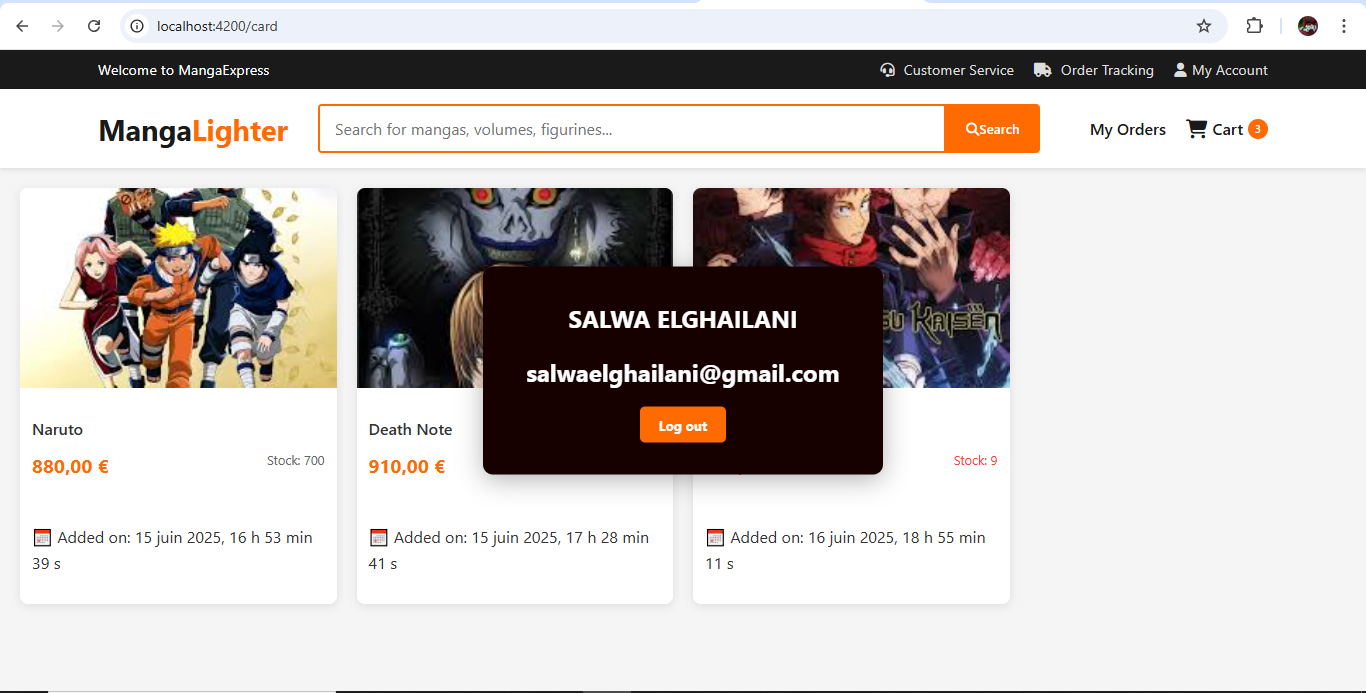 localhost:4200/card
Welcome to MangaExpress
Customer Service
Order Tracking
My Account
MangaLighter
Search for mangas, volumes, figurines...
Search
My Orders
Cart 3
SALWA ELGHAILANI
salwaelghailani@gmail.com
Log out
Naruto
880,00 €
Stock: 700
Added on: 15 juin 2025, 16 h 53 min
39 s
Death Note
910,00 €
Added on: 15 juin 2025, 17 h 28 min
41 s
KAISEN
Stock: 9
Added on: 16 juin 2025, 18 h 55 min
11 s